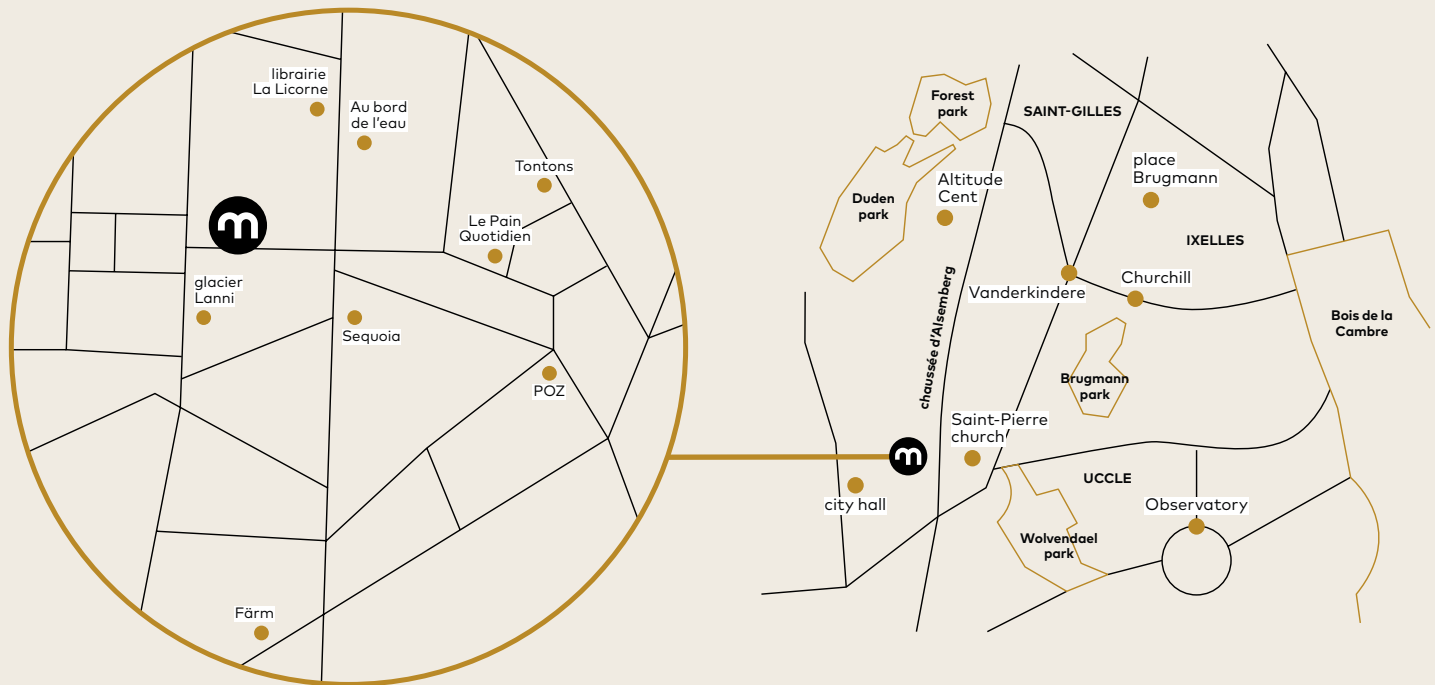 librairie
La Licorne
Au bord
de l'eau
Tontons
Le Pain
Quotidien
m
glacier
Lanni
Sequoia
POZ
Färm
Forest
park
SAINT-GILLES
place
Brugmann
Altitude
Cent
Duden
park
IXELLES
Vanderkindere
Churchill
chaussée d'Alsemberg
Bois de la
Cambre
Brugmann
park
Saint-Pierre
church
m
city hall
UCCLE
Observatory
Wolvendael
park